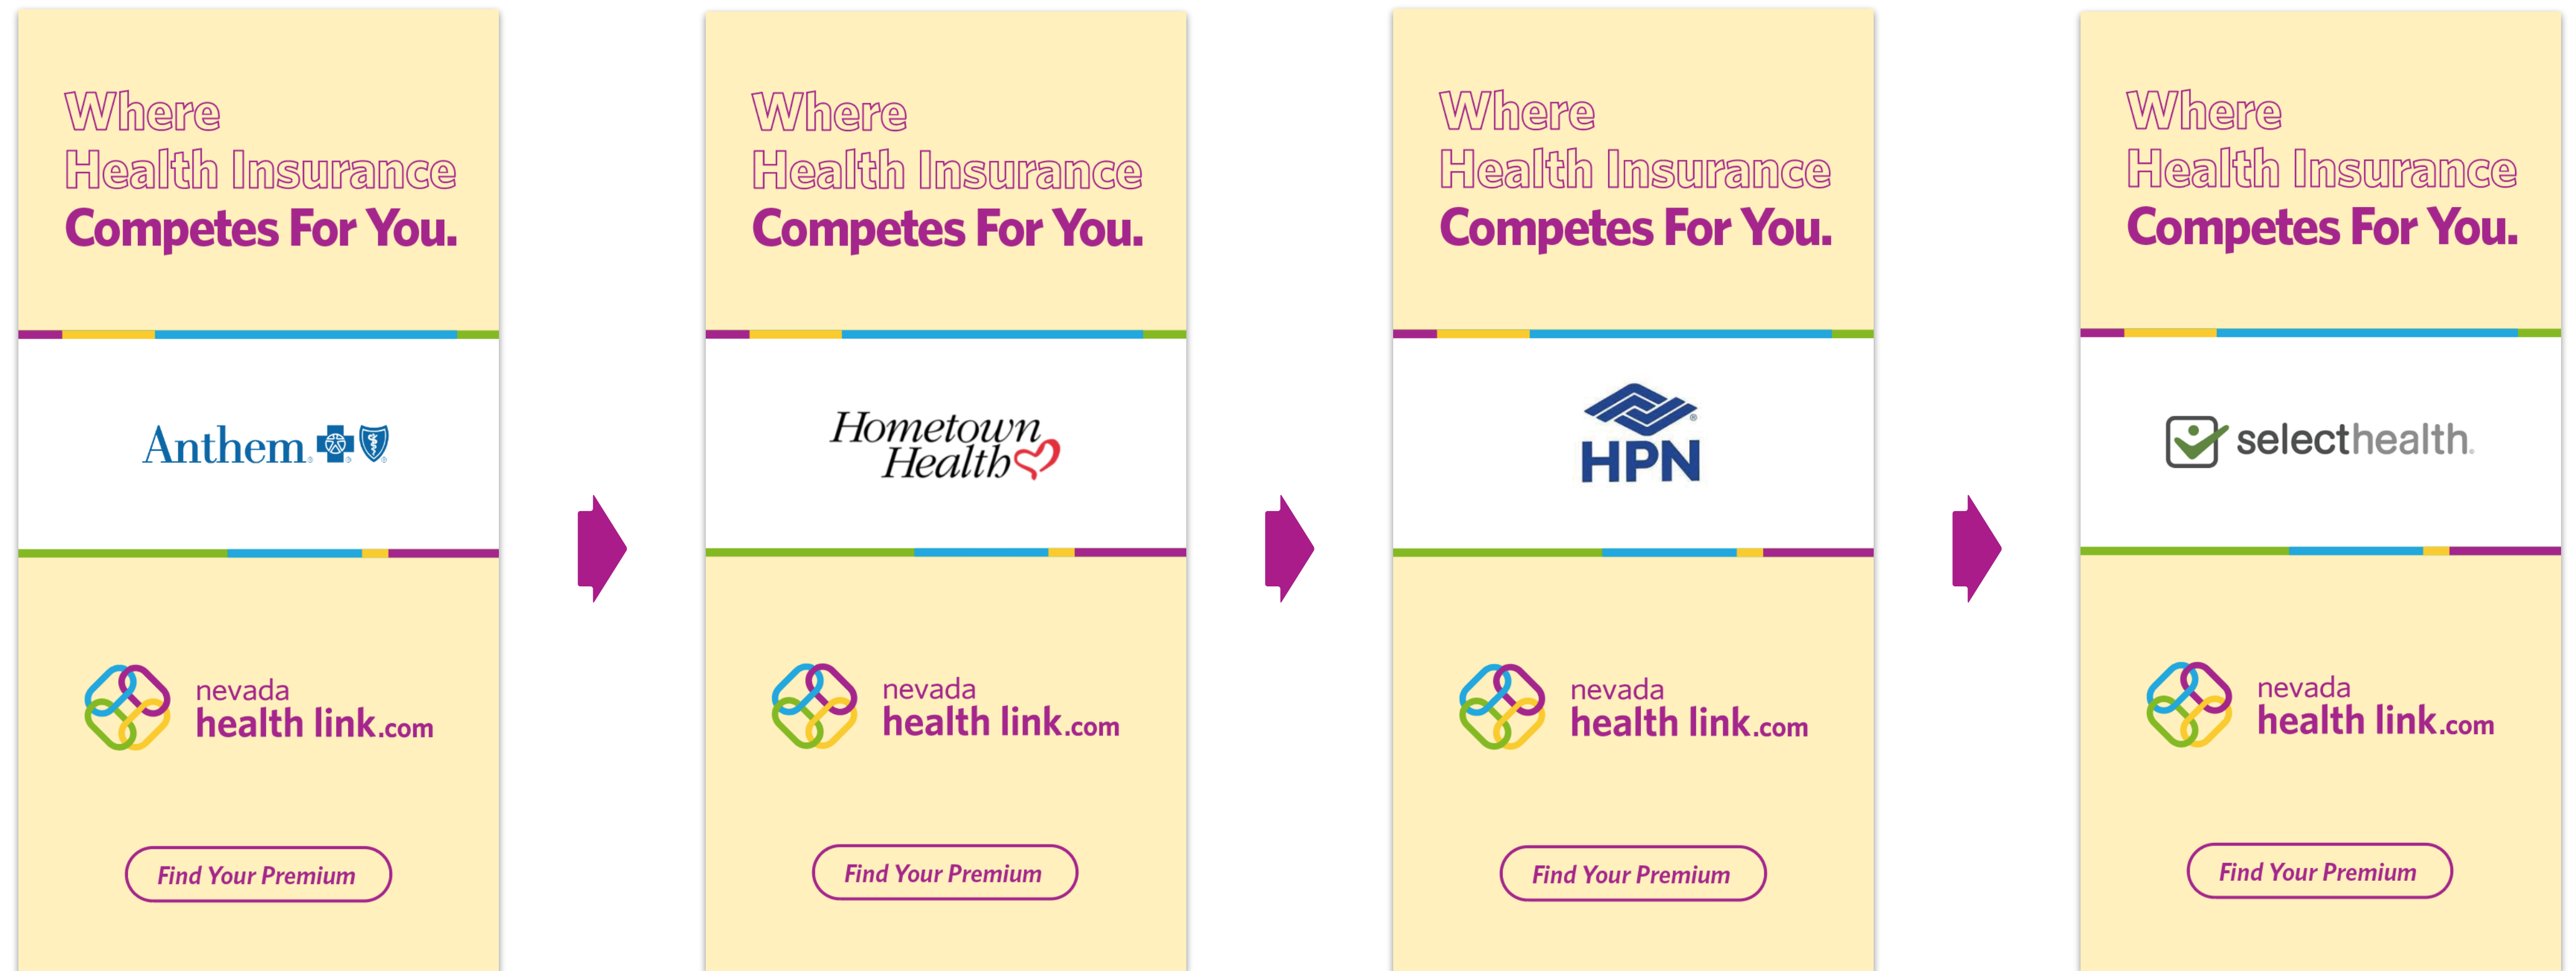 Where
Health Insurance
Competes For You.
Anthem
nevada
health link.com
Find Your Premium
Where
Health Insurance
Competes For You.
Hometown
Health
nevada
health link.com
Find Your Premium
Where
Health Insurance
Competes For You.
HPN
nevada
health link.com
Find Your Premium
Where
Health Insurance
Competes For You.
selecthealth.
nevada
health link.com
Find Your Premium